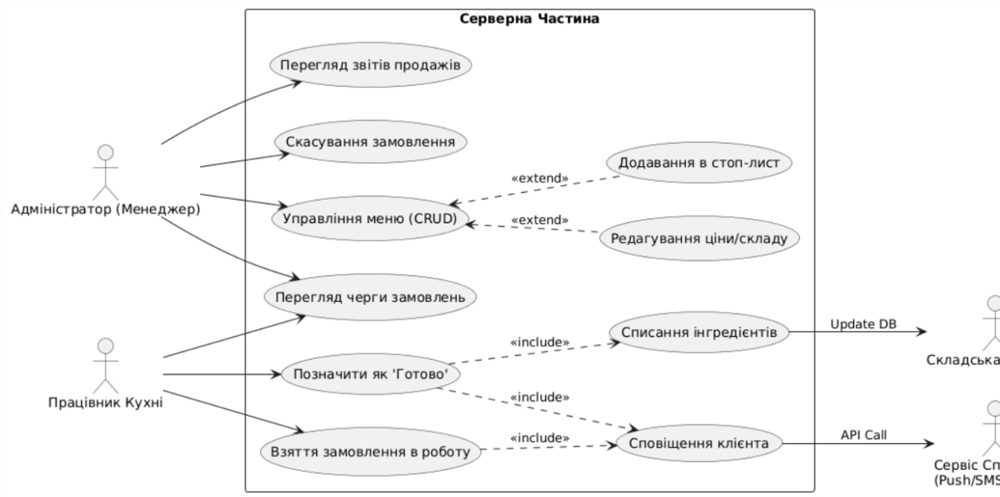 Серверна Частина
Перегляд звітів продажів
Скасування замовлення
Додавання в стоп-лист
«extend»
Адміністратор (Менеджер)
Управління меню (CRUD)
«extend»
Редагування ціни/складу
Перегляд черги замовлень
Update DB
Списання інгредієнтів
«include»
Складська
Позначити як 'Готово'
Працівник Кухні
«include»
API Call
«include»
Сповіщення клієнта
Взяття замовлення в роботу
Сервіс
(Push/SMS